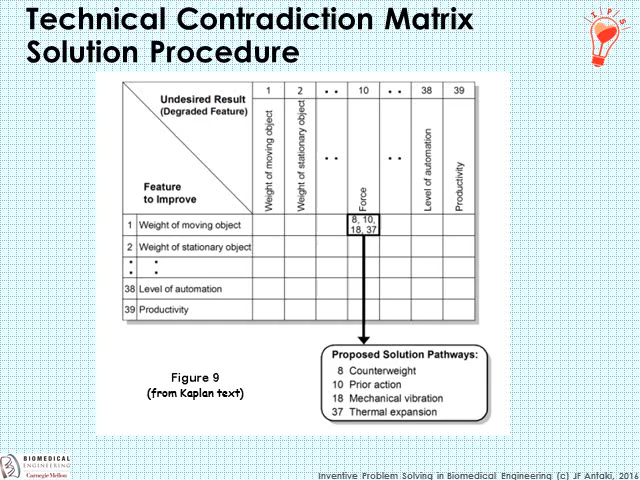 Technical Contradiction Matrix
Solution Procedure
I P S
Undesired Result
(Degraded Feature)
Feature
to Improve
1 2 • • 10 • • 38 39
Weight of moving object
Weight of stationary object
• •
Force
• •
Level of automation
Productivity
1 Weight of moving object
8, 10,
18, 37
2 Weight of stationary object
• •
• •
38 Level of automation
39 Productivity
Proposed Solution Pathways:
8 Counterweight
10 Prior action
18 Mechanical vibration
37 Thermal expansion
Figure 9
(from Kaplan text)
BIOMEDICAL
ENGINEERING
Carnegie Mellon
Inventive Problem Solving in Biomedical Engineering (c) JF Antaki, 2016